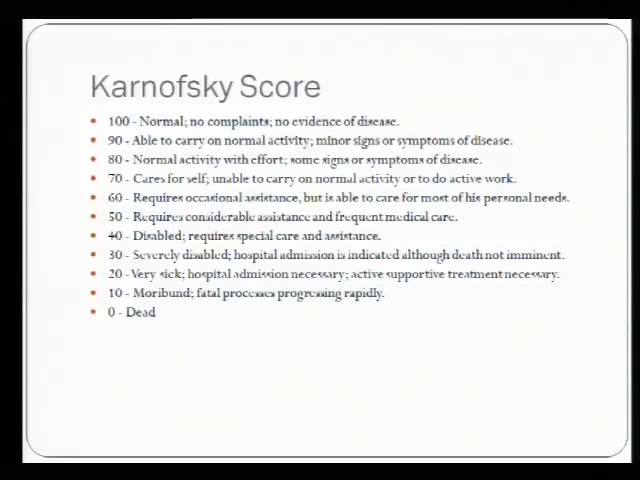 Karnofsky Score
• 100 - Normal; no complaints; no evidence of disease.
• 90 - Able to carry on normal activity; minor signs or symptoms of disease.
• 80 - Normal activity with effort; some signs or symptoms of disease.
• 70 - Cares for self; unable to carry on normal activity or to do active work.
• 60 - Requires occasional assistance, but is able to care for most of his personal needs.
• 50 - Requires considerable assistance and frequent medical care.
• 40 - Disabled; requires special care and assistance.
• 30 - Severely disabled; hospital admission is indicated although death not imminent.
• 20 - Very sick; hospital admission necessary; active supportive treatment necessary.
• 10 - Moribund; fatal processes progressing rapidly.
• 0 - Dead